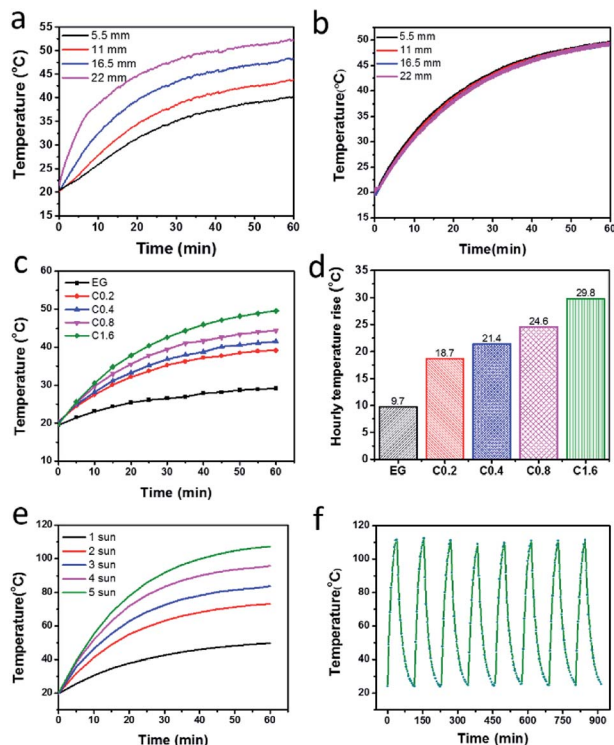 a
Temperature (°C)
55
50
45
40
35
30
25
20
15
5.5 mm
11 mm
16.5 mm
22 mm
0 10 20 30 40 50 60
Time (min)
b
Temperature(°C)
50
45
40
35
30
25
20
15
5.5 mm
11 mm
16.5 mm
22 mm
0 10 20 30 40 50 60
Time(min)
c
Temperature (°C)
60
50
40
30
20
10
EG
C0.2
C0.4
C0.8
C1.6
0 10 20 30 40 50 60
Time (min)
d
Hourly temperature rise (°C)
35
30
25
20
15
10
5
0
9.7
18.7
21.4
24.6
29.8
EG C0.2 C0.4 C0.8 C1.6
e
Temperature(°C)
120
100
80
60
40
20
1 sun
2 sun
3 sun
4 sun
5 sun
0 10 20 30 40 50 60
Time (min)
f
Temperature(°C)
120
100
80
60
40
20
0 150 300 450 600 750 900
Time (min)